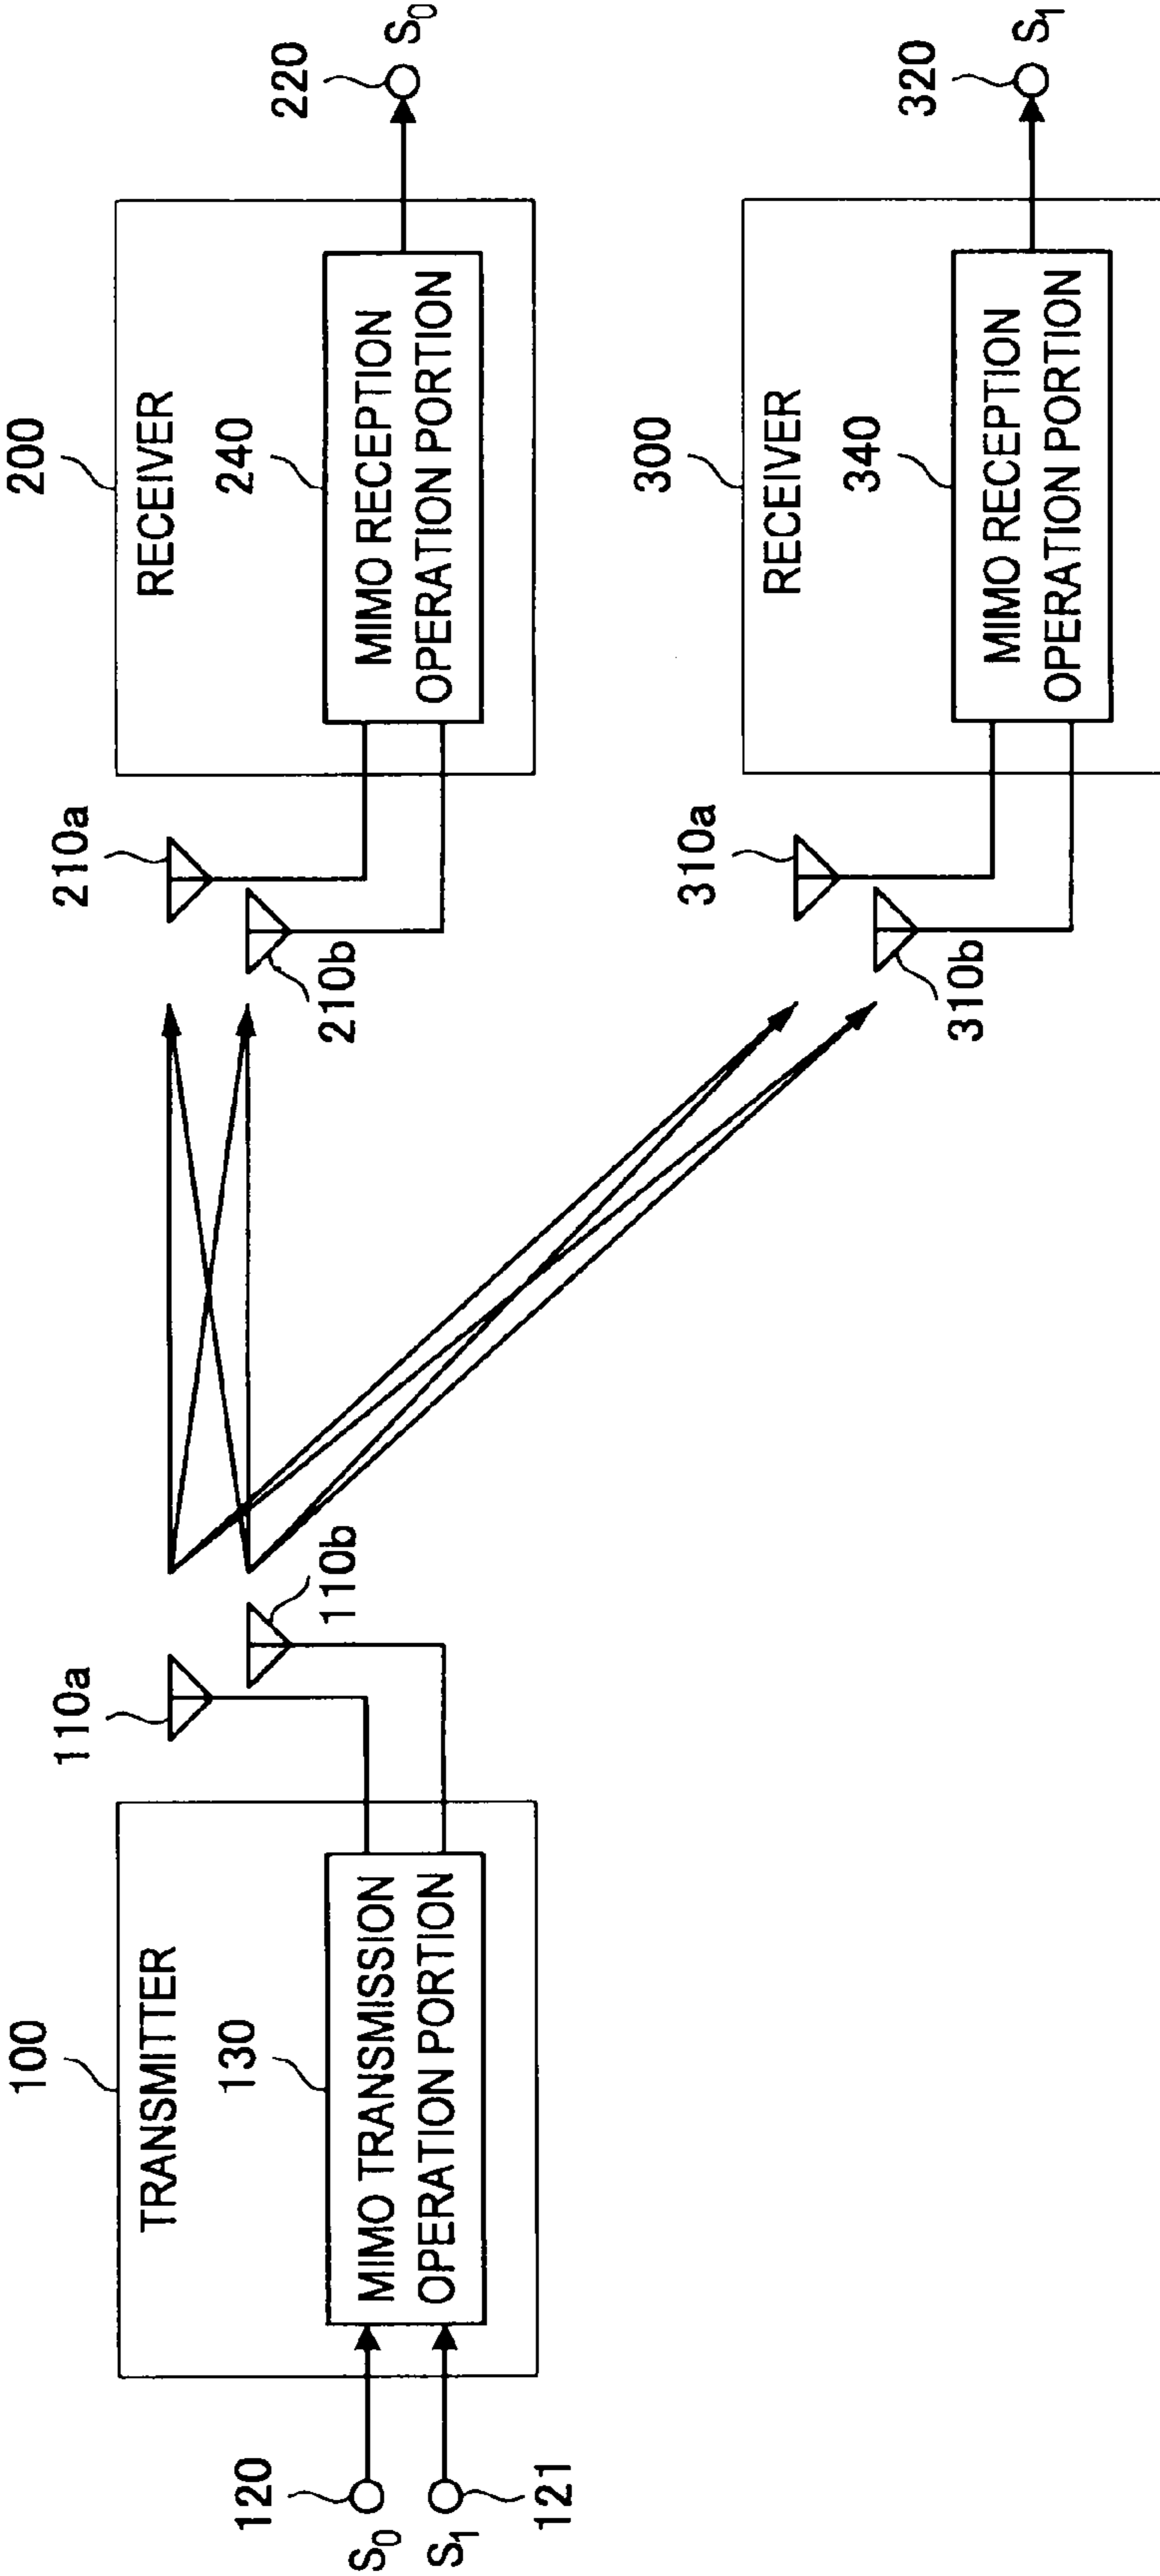 100
TRANSMITTER
130
MIMO TRANSMISSION
OPERATION PORTION
120
S0
S1
121
110a
110b
200
RECEIVER
240
MIMO RECEPTION
OPERATION PORTION
210a
210b
220
S0
300
RECEIVER
340
MIMO RECEPTION
OPERATION PORTION
310a
310b
320
S1